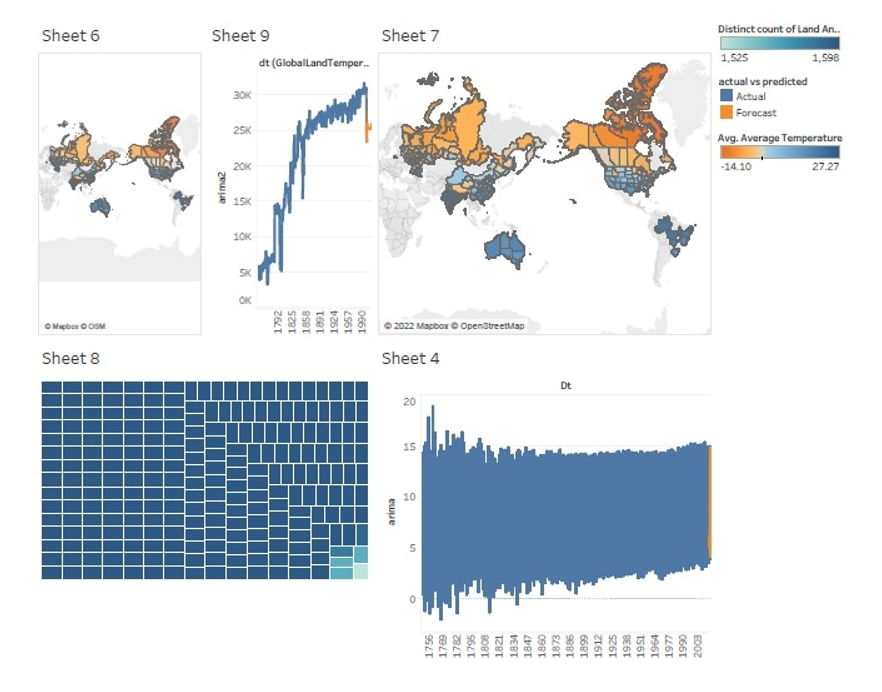 Sheet 6
Sheet 9
Sheet 7
© Mapbox © OSM
dt (GlobalLandTemper..
arima2
30K
25K
20K
15K
10K
5K
0K
1792
1825
1858
1891
1924
1957
1990
© 2022 Mapbox © OpenStreetMap
Distinct count of Land An..
1,525 1,596
actual vs predicted
Actual
Forecast
Avg. Average Temperature
-14.10 27.27
Sheet 8
Sheet 4
Dt
arima
20
15
10
5
0
1756
1769
1782
1795
1808
1821
1834
1847
1860
1873
1886
1899
1912
1925
1938
1951
1964
1977
1990
2003